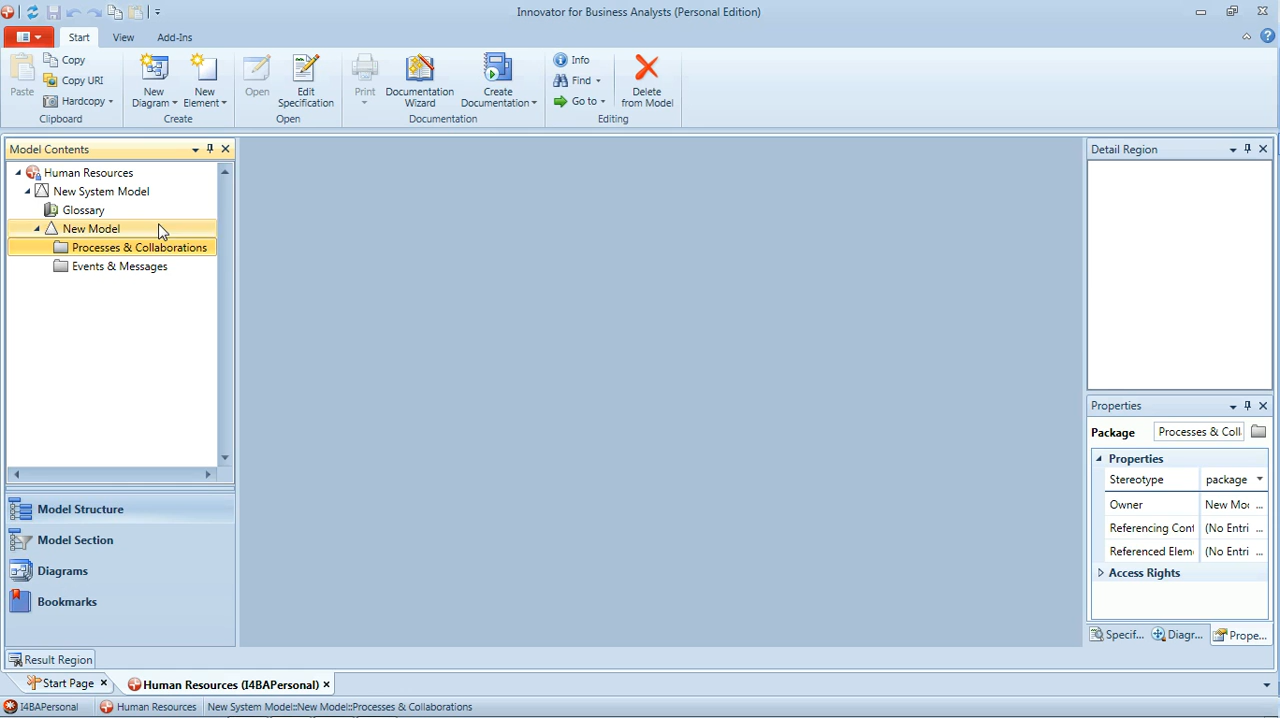 Innovator for Business Analysts (Personal Edition)
Start View Add-Ins
Paste
Copy
Copy URI
Hardcopy
Clipboard
New Diagram
New Element
Create
Open
Edit Specification
Open
Print
Documentation Wizard
Create Documentation
Documentation
Info
Find
Go to
Delete from Model
Editing
Model Contents
Human Resources
New System Model
Glossary
New Model
Processes & Collaborations
Events & Messages
Model Structure
Model Section
Diagrams
Bookmarks
Detail Region
Properties
Package Processes & Coll
Properties
Stereotype package
Owner New Mo ...
Referencing Cont (No Entri ...
Referenced Elem (No Entri ...
Access Rights
Specif... Diagr... Prope...
Result Region
Start Page Human Resources (I4BAPersonal)
I4BAPersonal Human Resources New System Model::New Model::Processes & Collaborations